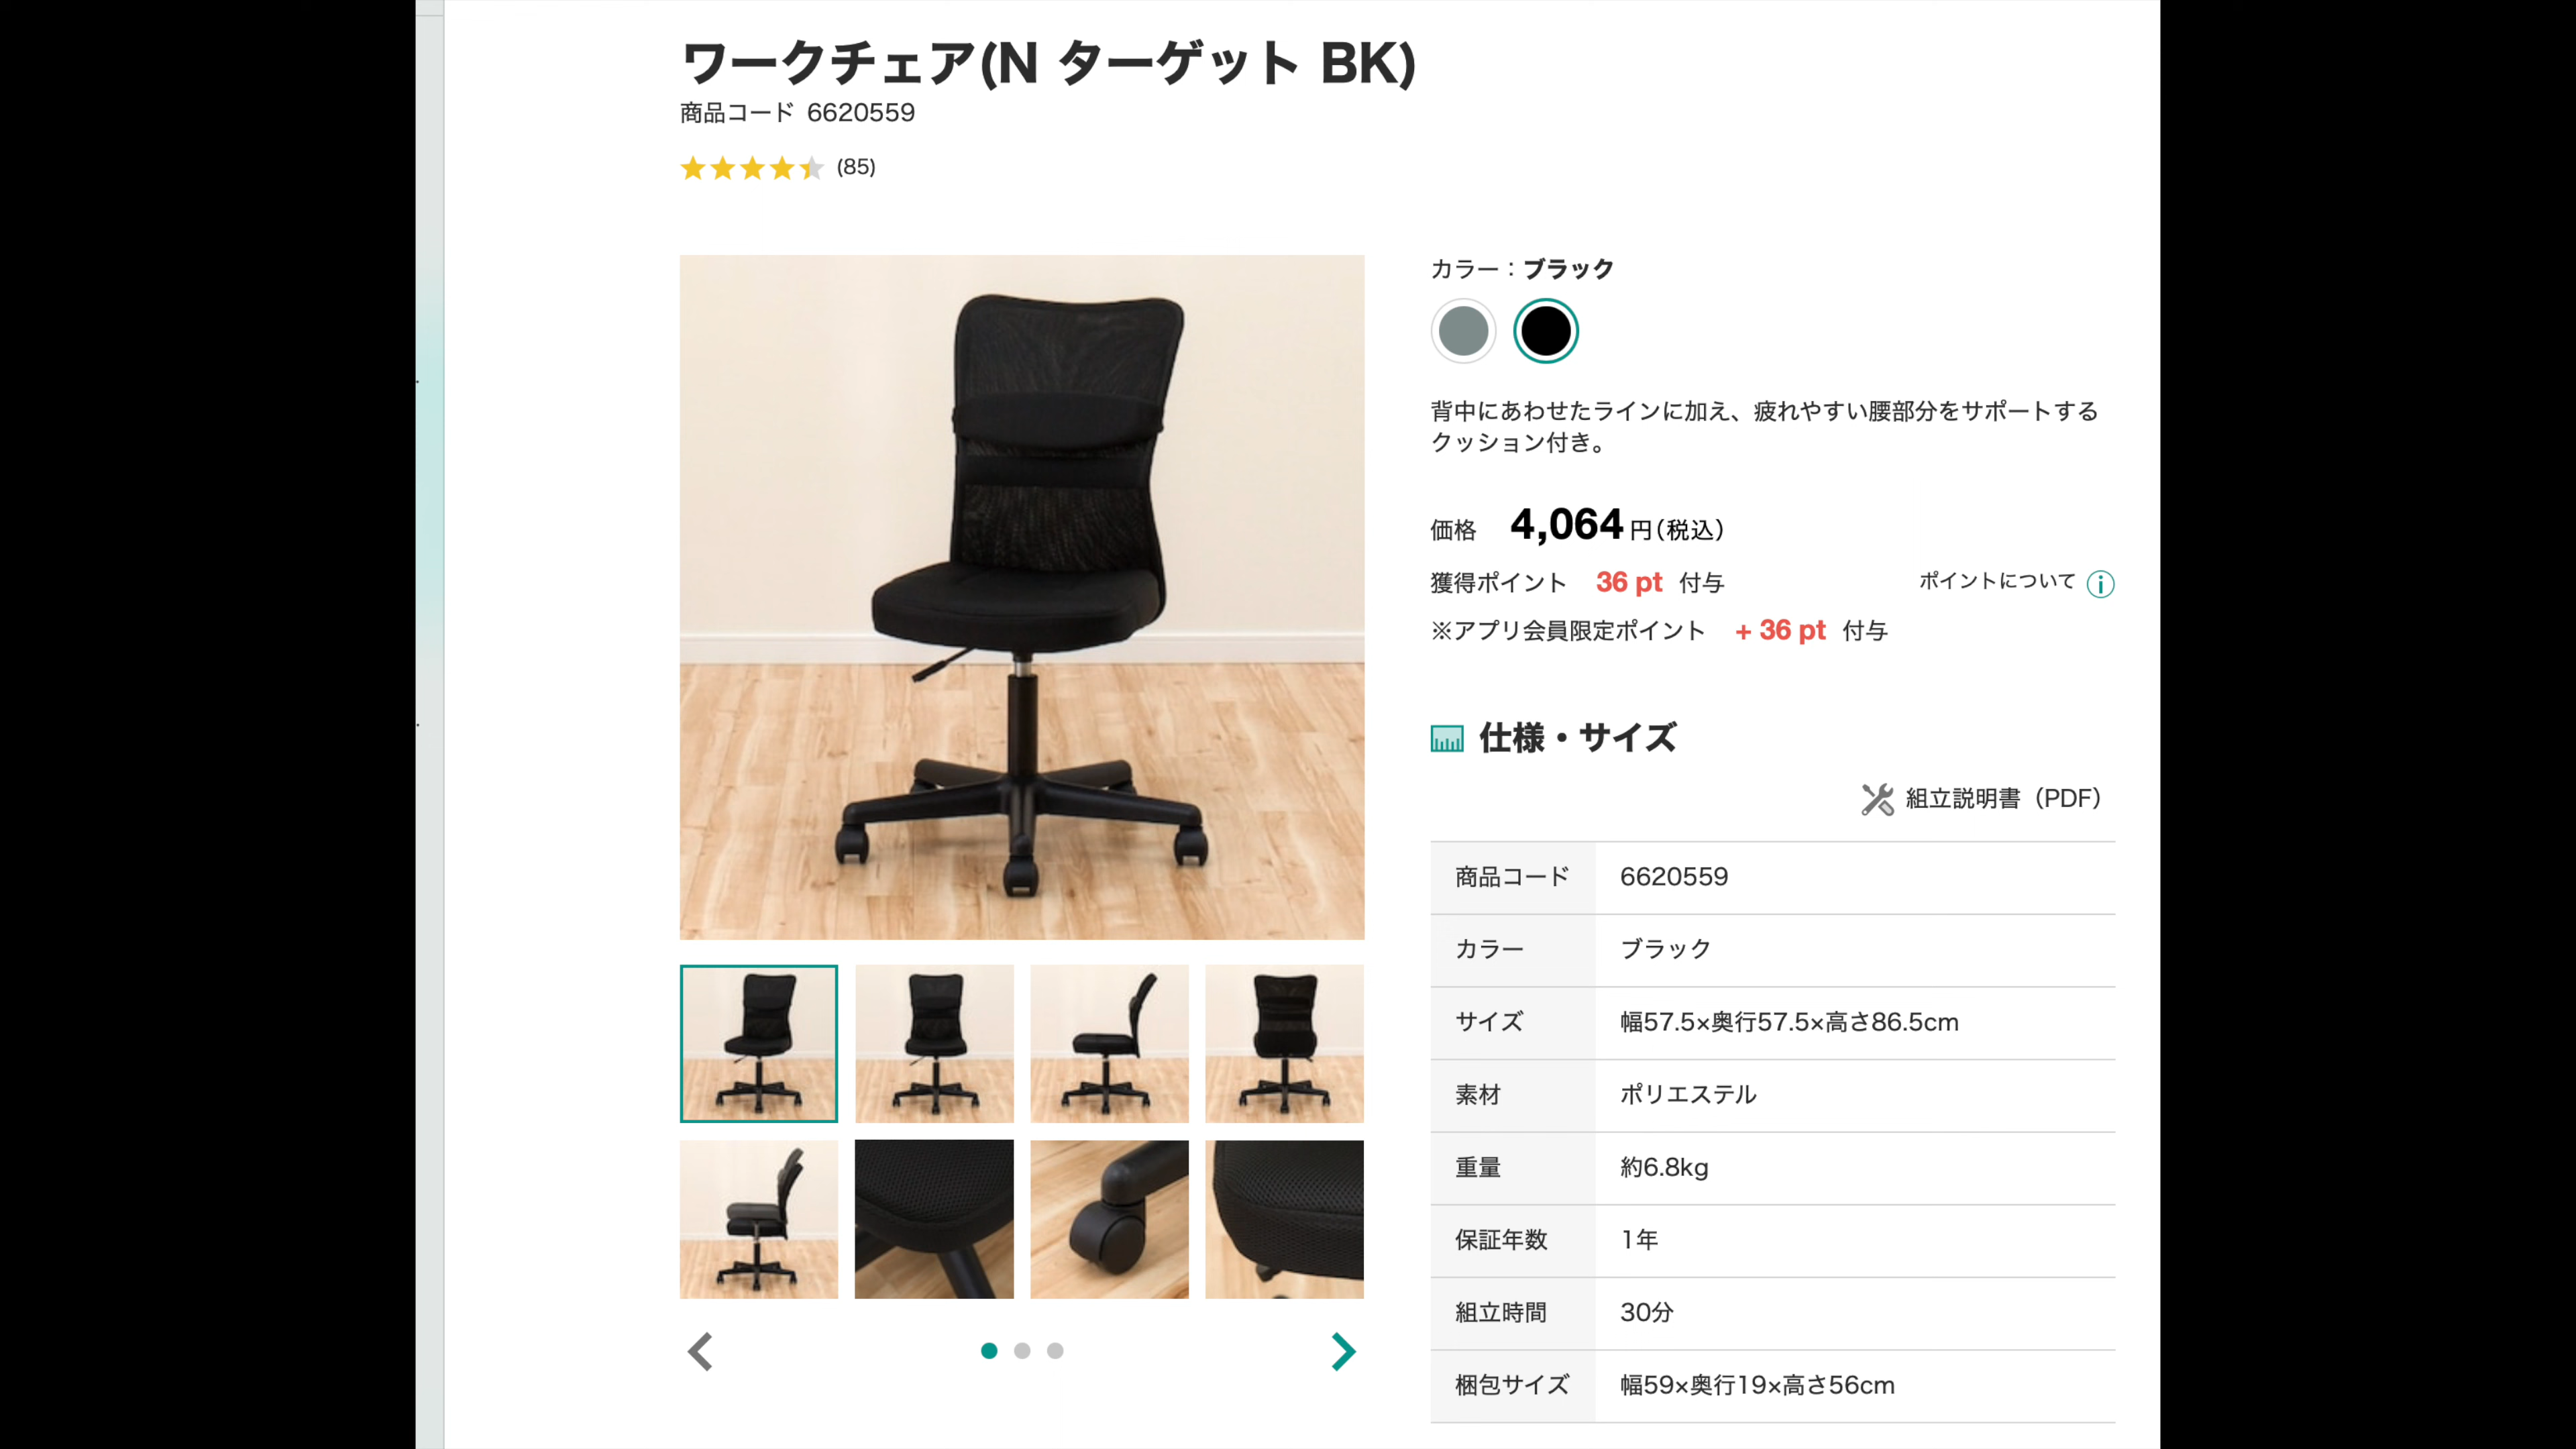 ワークチェア(N ターゲット BK)
商品コード 6620559
(85)
カラー：ブラック
背中にあわせたラインに加え、疲れやすい腰部分をサポートする
クッション付き。
価格 4,064円(税込)
獲得ポイント 36 pt 付与 ポイントについて
※アプリ会員限定ポイント + 36 pt 付与
仕様・サイズ
組立説明書（PDF）
商品コード 6620559
カラー ブラック
サイズ 幅57.5×奥行57.5×高さ86.5cm
素材 ポリエステル
重量 約6.8kg
保証年数 1年
組立時間 30分
梱包サイズ 幅59×奥行19×高さ56cm